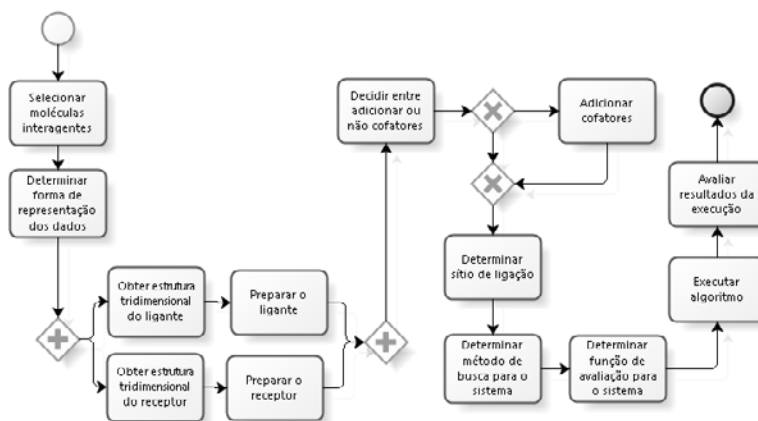 Selecionar
moléculas
interagentes
Determinar
forma de
representação
dos dados
Obter estrutura
tridimensional
do ligante
Preparar o
ligante
Obter estrutura
tridimensional
do receptor
Preparar o
receptor
Decidir entre
adicionar ou
não cofatores
Adicionar
cofatores
Determinar
sítio de ligação
Determinar
método de
busca para o
sistema
Determinar
função de
avaliação para
o sistema
Executar
algoritmo
Avaliar
resultados da
execução